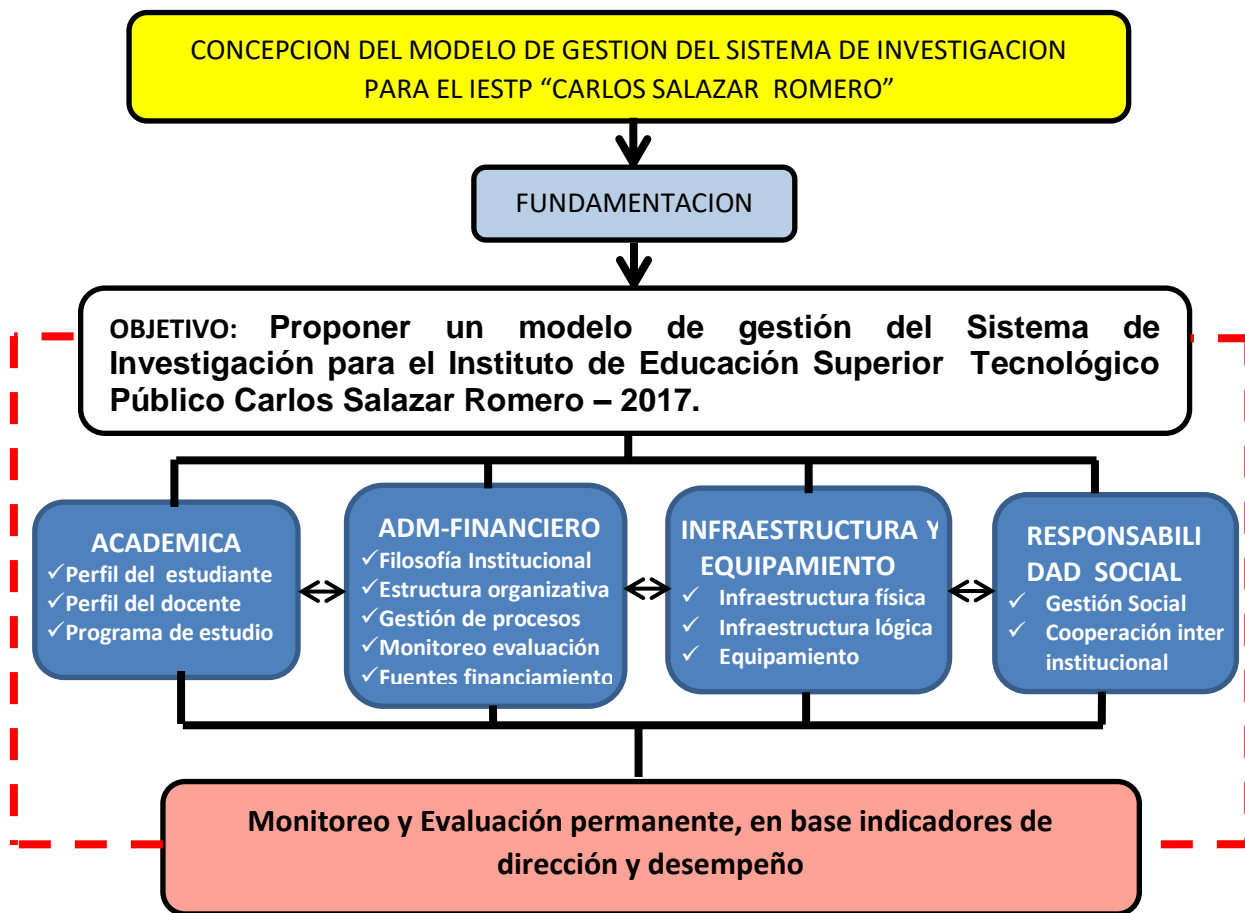 CONCEPCION DEL MODELO DE GESTION DEL SISTEMA DE INVESTIGACION
PARA EL IESTP “CARLOS SALAZAR ROMERO”
FUNDAMENTACION
OBJETIVO: Proponer un modelo de gestión del Sistema de
Investigación para el Instituto de Educación Superior Tecnológico
Público Carlos Salazar Romero – 2017.
ACADEMICA
✓Perfil del estudiante
✓Perfil del docente
✓Programa de estudio
ADM-FINANCIERO
✓Filosofía Institucional
✓Estructura organizativa
✓Gestión de procesos
✓Monitoreo evaluación
✓Fuentes financiamiento
INFRAESTRUCTURA Y
EQUIPAMIENTO
✓ Infraestructura física
✓ Infraestructura lógica
✓ Equipamiento
RESPONSABILI
DAD SOCIAL
✓ Gestión Social
✓ Cooperación inter
institucional
Monitoreo y Evaluación permanente, en base indicadores de
dirección y desempeño